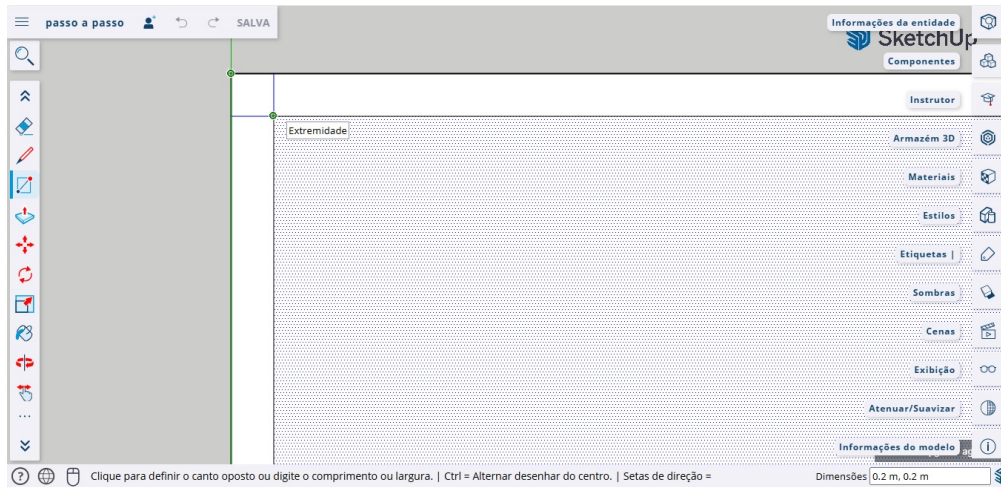 passo a passo
SALVA
Informações da entidade
SketchUp
Componentes
Instrutor
Extremidade
Armazém 3D
Materiais
Estilos
Etiquetas |
Sombras
Cenas
Exibição
Atenuar/Suavizar
Informações do modelo
Clique para definir o canto oposto ou digite o comprimento ou largura. | Ctrl = Alternar desenhar do centro. | Setas de direção =
Dimensões 0.2 m, 0.2 m